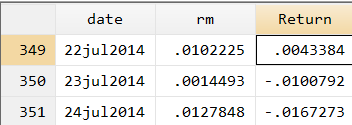 date rm Return
349 22jul2014 .0102225 .0043384
350 23jul2014 .0014493 -.0100792
351 24jul2014 .0127848 -.0167273